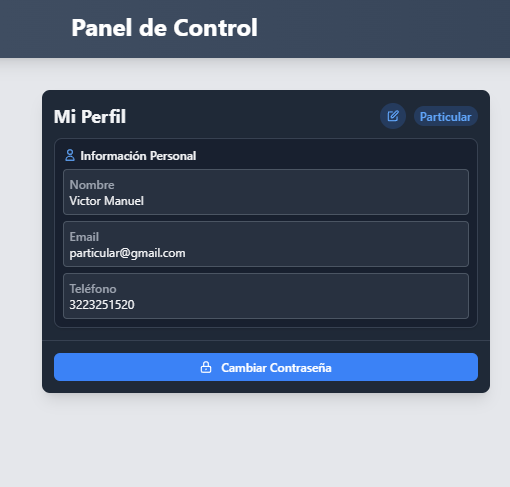 Panel de Control
Mi Perfil
Particular
Información Personal
Nombre
Victor Manuel
Email
particular@gmail.com
Teléfono
3223251520
Cambiar Contraseña